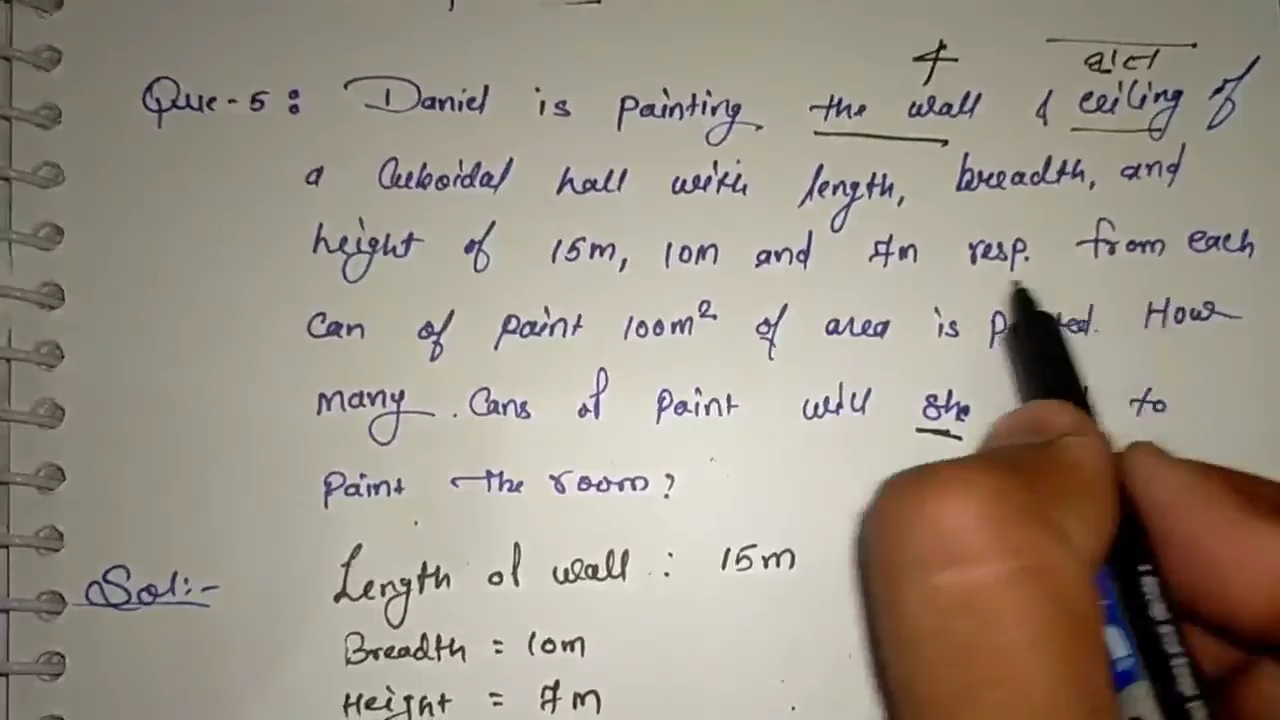 4 छत
Que-5: Daniel is painting the wall & ceiling of
a Cuboidal hall with length, breadth, and
height of 15m, 10m and 7m resp. from each
Can of paint 100m² of area is
How
many Cans of paint will she to
paint the room?
Sol:- Length of wall : 15m
Breadth = 10m
Height = 7m